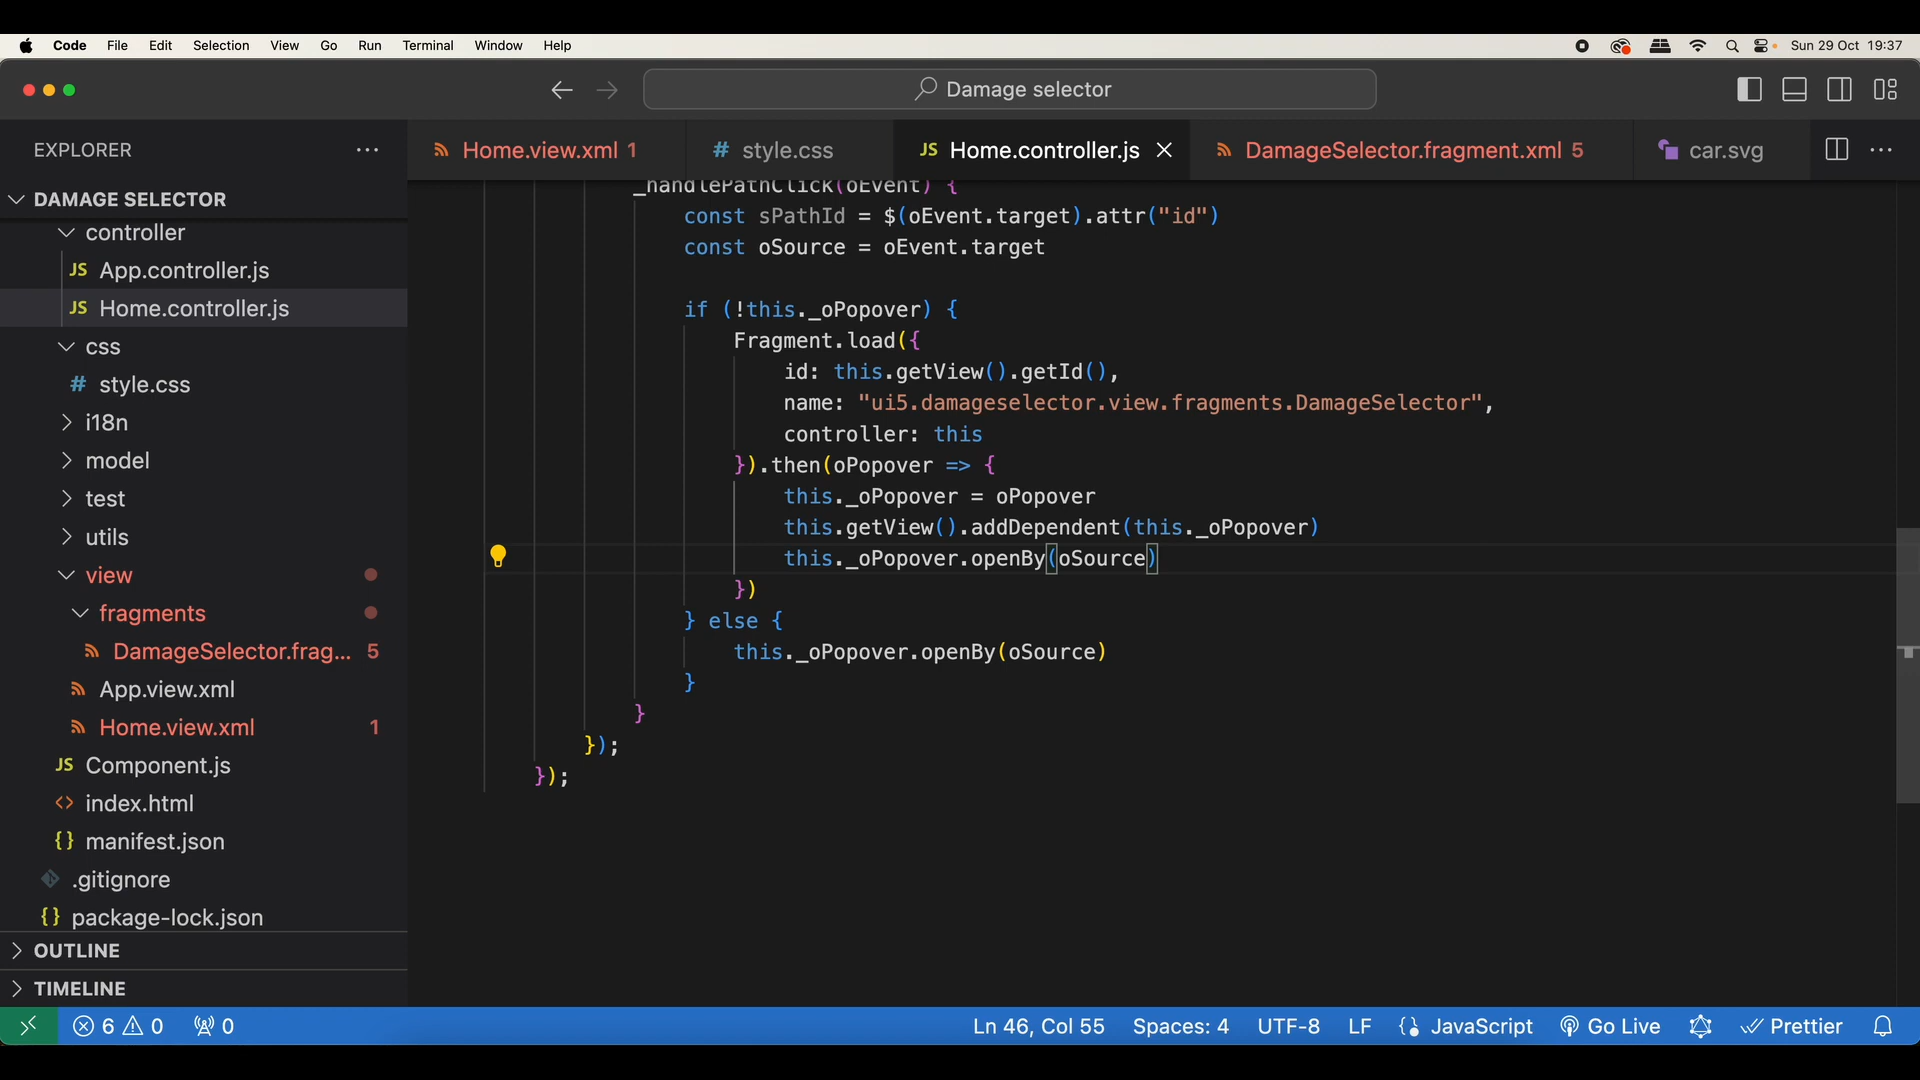 Code File Edit Selection View Go Run Terminal Window Help Sun 29 Oct 19:37
Damage selector
EXPLORER ···
Home.view.xml 1 # style.css JS Home.controller.js DamageSelector.fragment.xml 5 car.svg ···
DAMAGE SELECTOR
controller
JS App.controller.js
JS Home.controller.js
css
# style.css
i18n
model
test
utils
view
fragments
DamageSelector.frag... 5
App.view.xml
Home.view.xml 1
JS Component.js
<> index.html
{} manifest.json
.gitignore
{} package-lock.json
OUTLINE
TIMELINE
_handlePathClick(oEvent) {
const sPathId = $(oEvent.target).attr("id")
const oSource = oEvent.target
if (!this._oPopover) {
Fragment.load({
id: this.getView().getId(),
name: "ui5.damageselector.view.fragments.DamageSelector",
controller: this
}).then(oPopover => {
this._oPopover = oPopover
this.getView().addDependent(this._oPopover)
this._oPopover.openBy(oSource)
})
} else {
this._oPopover.openBy(oSource)
}
}
});
});
6 0 0 Ln 46, Col 55 Spaces: 4 UTF-8 LF JavaScript Go Live Prettier